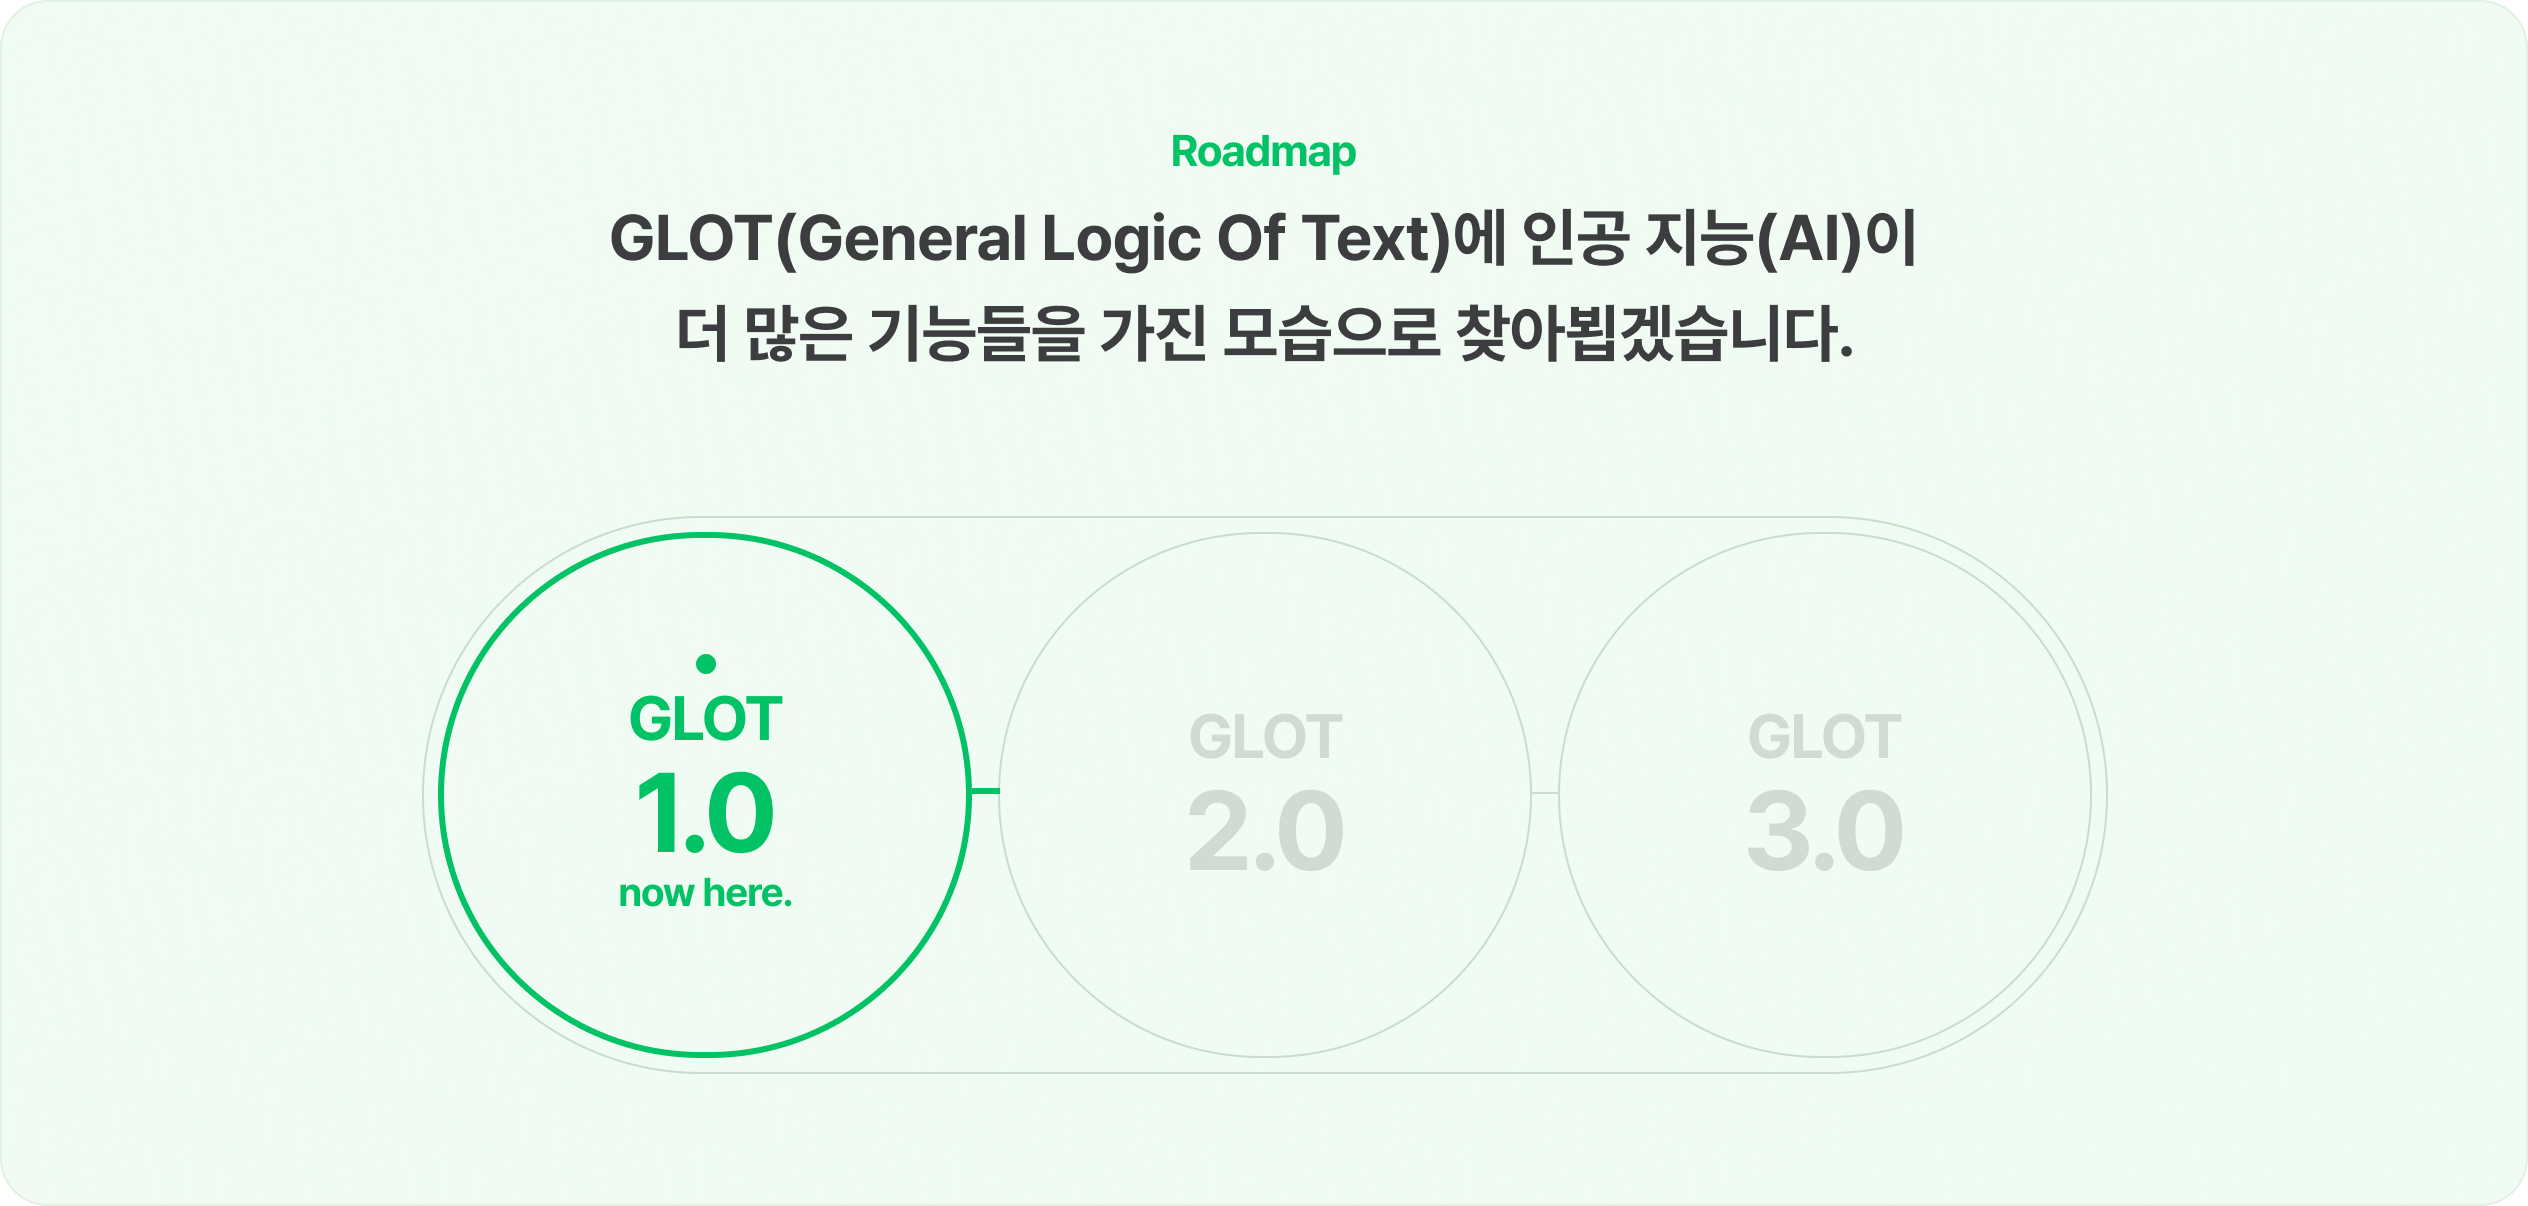 Roadmap
GLOT(General Logic Of Text)에 인공 지능(AI)이
더 많은 기능들을 가진 모습으로 찾아뵙겠습니다.
GLOT
1.0
now here.
GLOT
2.0
GLOT
3.0